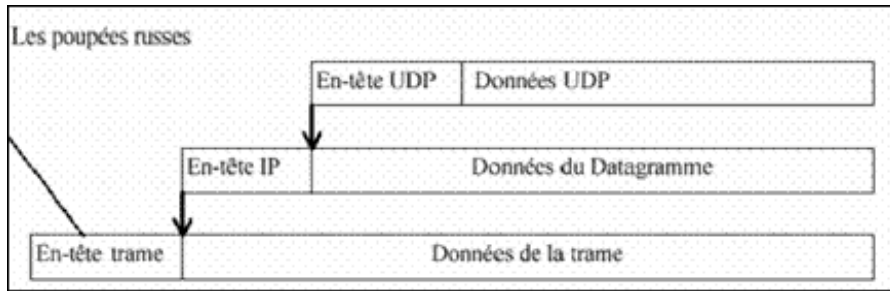 Les poupées russes
En-tête UDP Données UDP
En-tête IP Données du Datagramme
En-tête trame Données de la trame